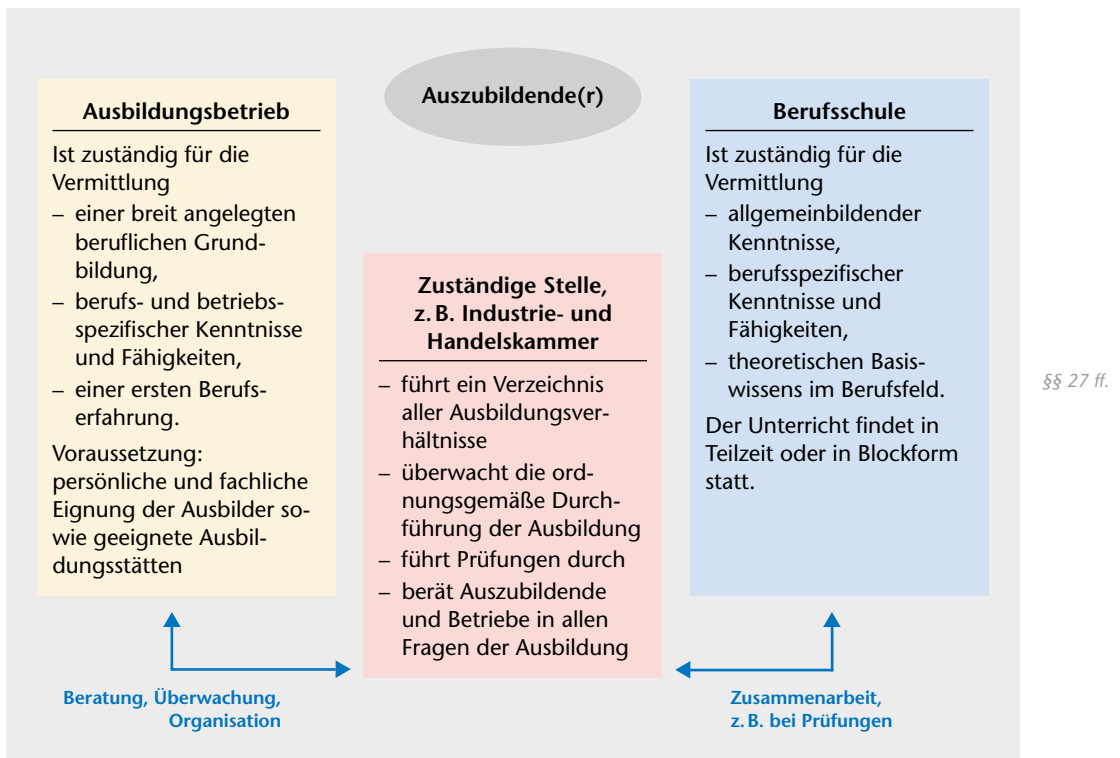 Auszubildende(r)
Ausbildungsbetrieb
Ist zuständig für die
Vermittlung
– einer breit angelegten
beruflichen Grund-
bildung,
– berufs- und betriebs-
spezifischer Kenntnisse
und Fähigkeiten,
– einer ersten Berufs-
erfahrung.
Voraussetzung:
persönliche und fachliche
Eignung der Ausbilder so-
wie geeignete Ausbil-
dungsstätten
Zuständige Stelle,
z. B. Industrie- und
Handelskammer
– führt ein Verzeichnis
aller Ausbildungsver-
hältnisse
– überwacht die ord-
nungsgemäße Durch-
führung der Ausbildung
– führt Prüfungen durch
– berät Auszubildende
und Betriebe in allen
Fragen der Ausbildung
Berufsschule
Ist zuständig für die
Vermittlung
– allgemeinbildender
Kenntnisse,
– berufsspezifischer
Kenntnisse und
Fähigkeiten,
– theoretischen Basis-
wissens im Berufsfeld.
Der Unterricht findet in
Teilzeit oder in Blockform
statt.
§§ 27 ff.
Beratung, Überwachung,
Organisation
Zusammenarbeit,
z. B. bei Prüfungen